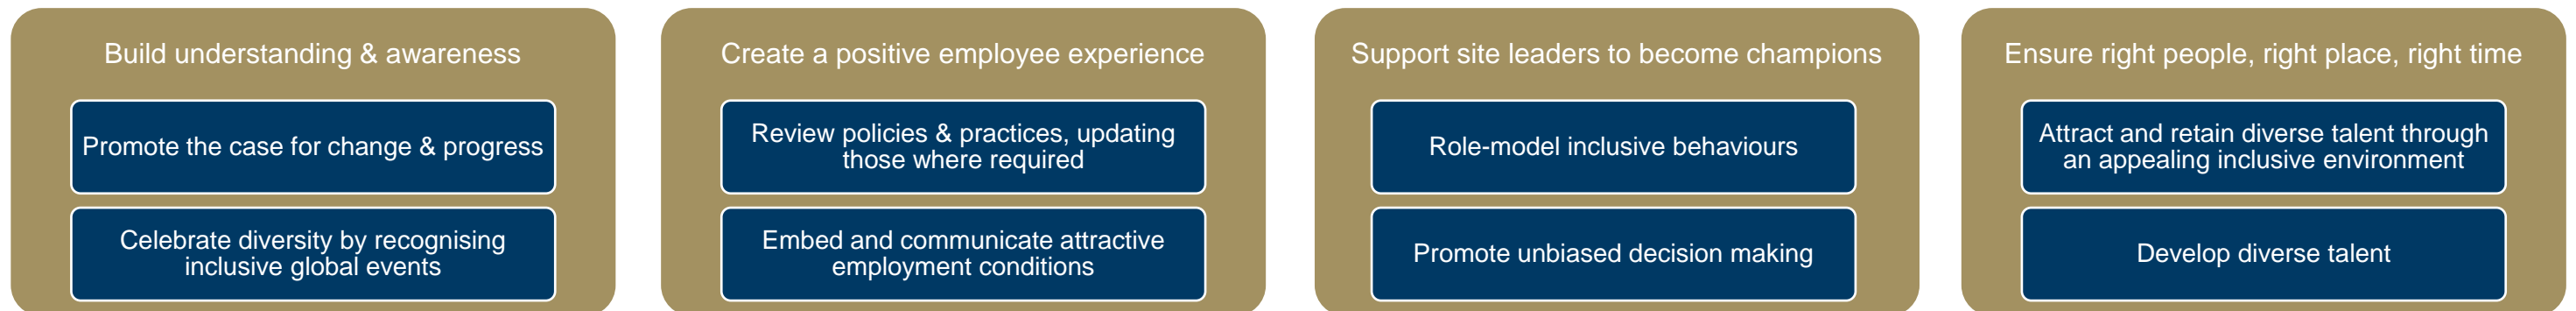 Build understanding & awareness
Promote the case for change & progress
Celebrate diversity by recognising
inclusive global events
Create a positive employee experience
Review policies & practices, updating
those where required
Embed and communicate attractive
employment conditions
Support site leaders to become champions
Role-model inclusive behaviours
Promote unbiased decision making
Ensure right people, right place, right time
Attract and retain diverse talent through
an appealing inclusive environment
Develop diverse talent